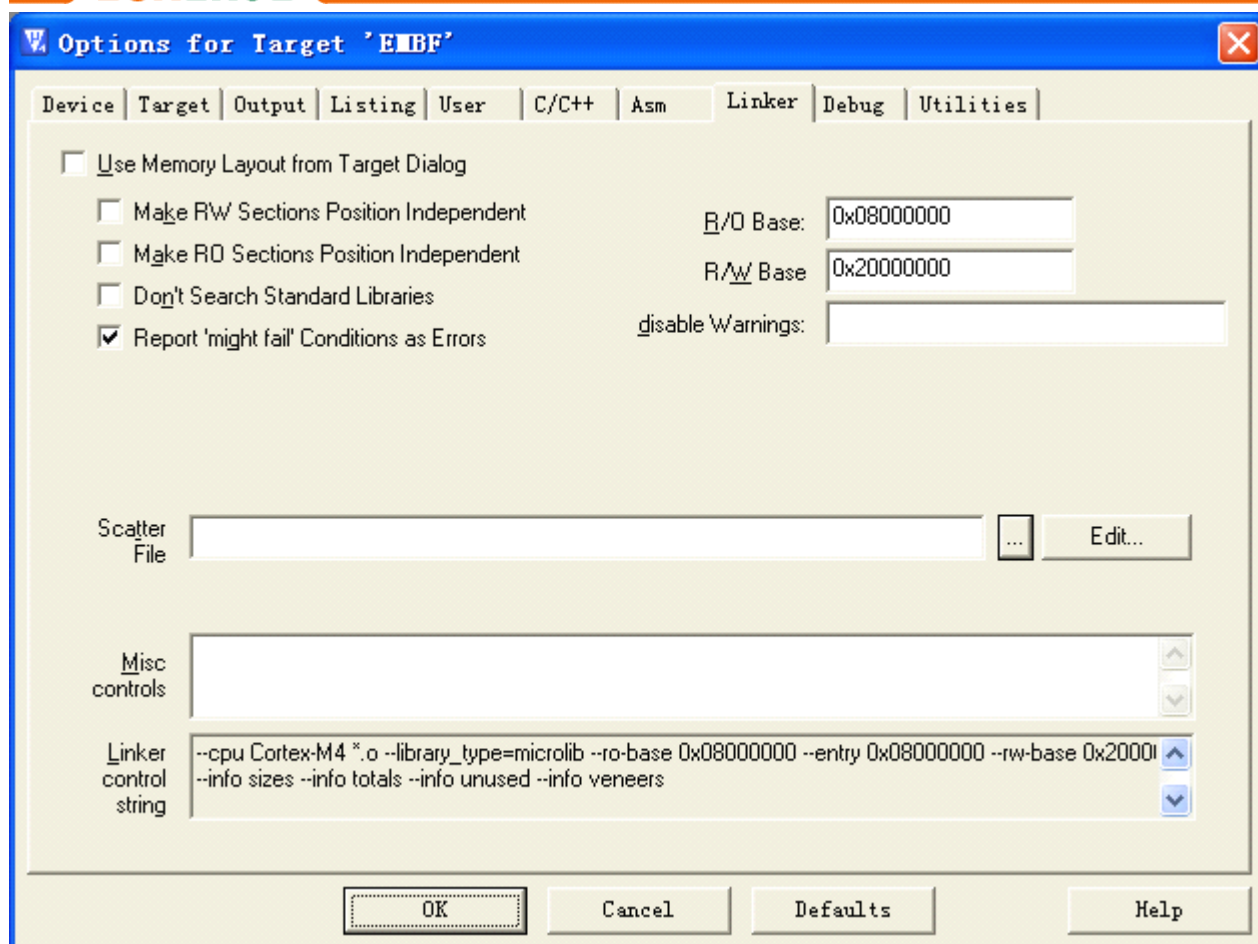 Options for Target 'EMBF'
Device Target Output Listing User C/C++ Asm Linker Debug Utilities
Use Memory Layout from Target Dialog
Make RW Sections Position Independent
R/O Base: 0x08000000
Make RO Sections Position Independent
R/W Base 0x20000000
Don't Search Standard Libraries
disable Warnings:
Report 'might fail' Conditions as Errors
Scatter
File
... Edit...
Misc
controls
Linker
control
string
--cpu Cortex-M4 *.o --library_type=microlib --ro-base 0x08000000 --entry 0x08000000 --rw-base
--info sizes --info totals --info unused --info veneers
OK Cancel Defaults Help